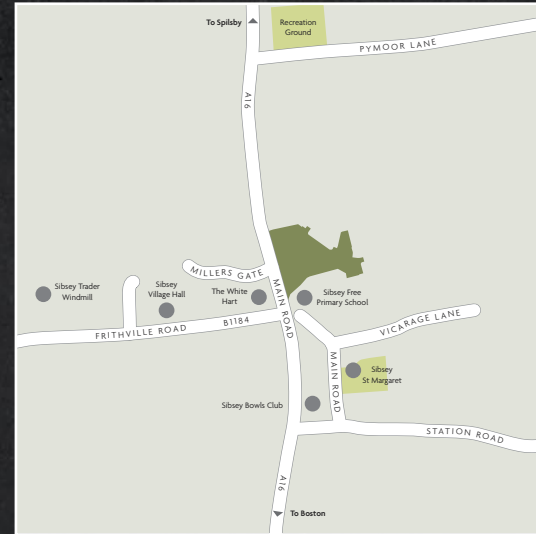 To Spilsby
Recreation
Ground
PYMOOR LANE
A16
MILLERS GATE
Sibsey Trader
Windmill
Sibsey
Village Hall
The White
Hart
MAIN ROAD
Sibsey Free
Primary School
FRITHVILLE ROAD
B1184
VICARAGE LANE
MAIN ROAD
Sibsey
St Margaret
Sibsey Bowls Club
STATION ROAD
A16
To Boston